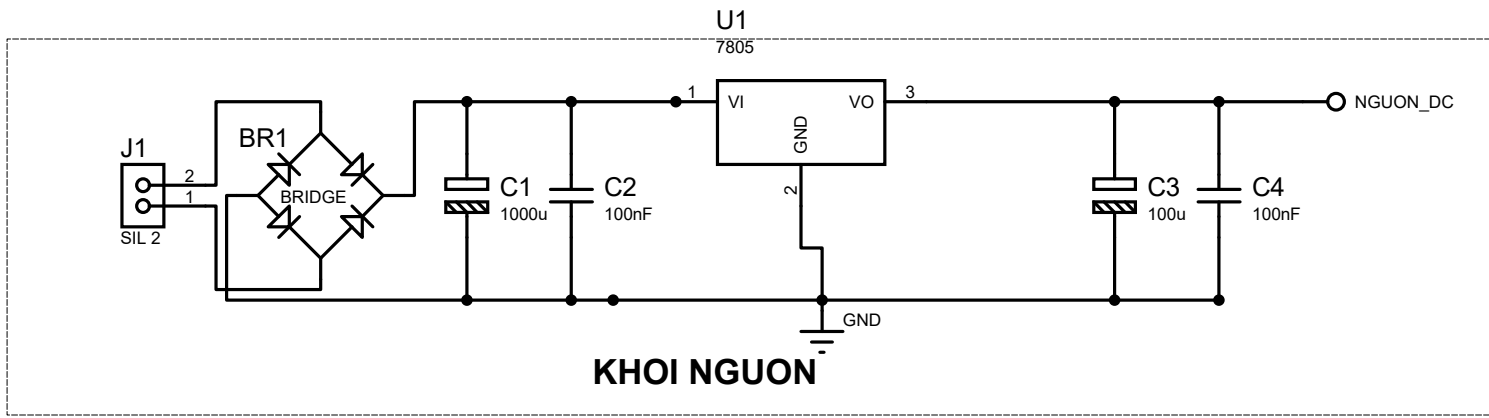 U1
7805
1
VI
VO
3
GND
2
NGUON_DC
J1
2
1
SIL 2
BR1
BRIDGE
C1
1000u
C2
100nF
C3
100u
C4
100nF
GND
KHOI NGUON